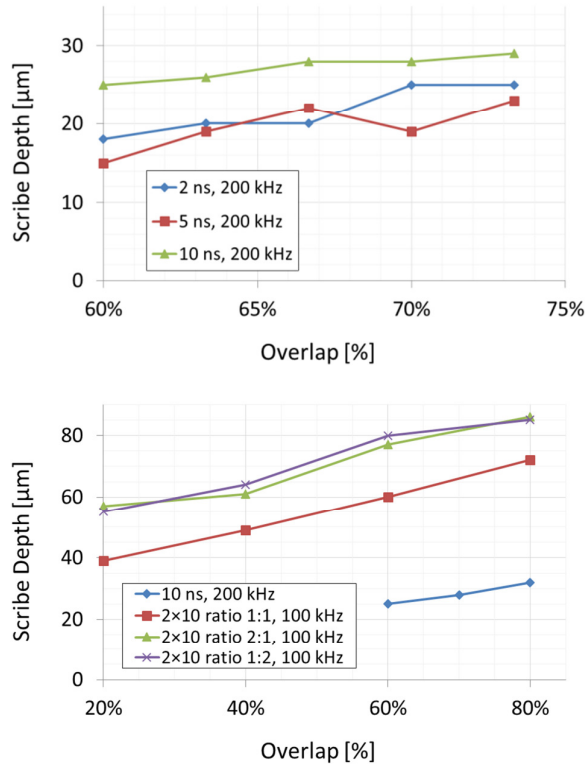 30
20
10
0
Scribe Depth [µm]
2 ns, 200 kHz
5 ns, 200 kHz
10 ns, 200 kHz
60%
65%
70%
75%
Overlap [%]
80
60
40
20
0
Scribe Depth [µm]
10 ns, 200 kHz
2×10 ratio 1:1, 100 kHz
2×10 ratio 2:1, 100 kHz
2×10 ratio 1:2, 100 kHz
20%
40%
60%
80%
Overlap [%]